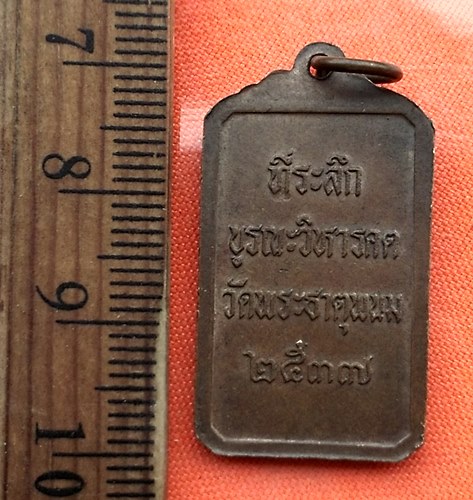 7
8
9
10
ที่ระลึก
บูรณะวิหารคต
วัดพระธาตุพนม
๒๕๓๗